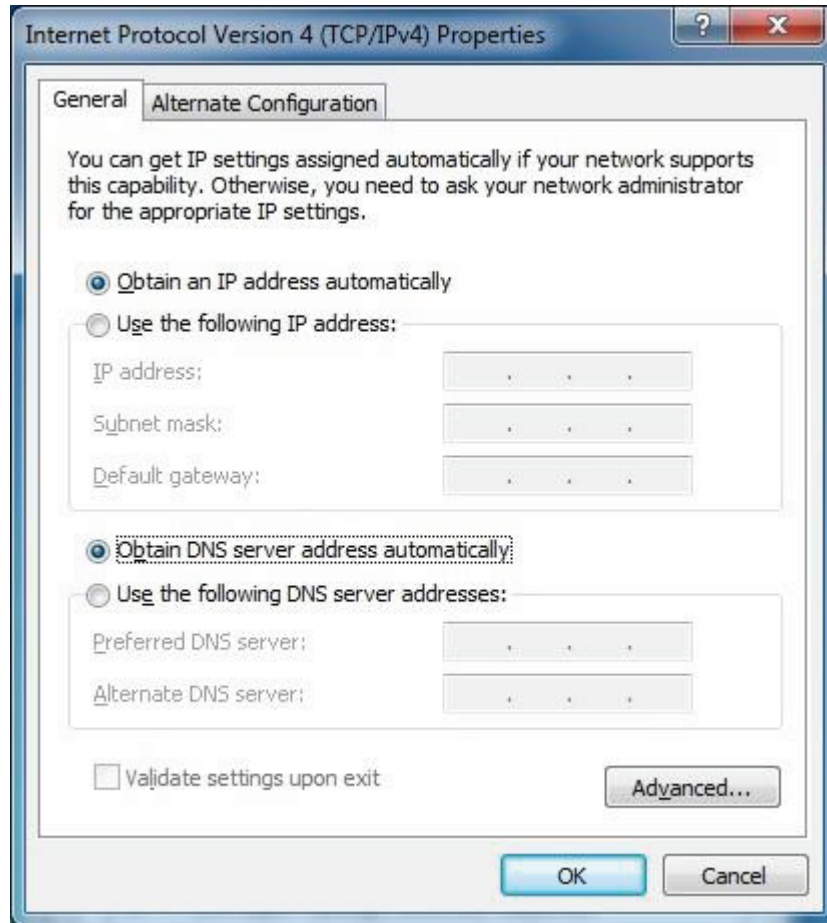 Internet Protocol Version 4 (TCP/IPv4) Properties
?
X
General
Alternate Configuration
You can get IP settings assigned automatically if your network supports
this capability. Otherwise, you need to ask your network administrator
for the appropriate IP settings.
Obtain an IP address automatically
Use the following IP address:
IP address: . . .
Subnet mask: . . .
Default gateway: . . .
Obtain DNS server address automatically
Use the following DNS server addresses:
Preferred DNS server: . . .
Alternate DNS server: . . .
Validate settings upon exit
Advanced...
OK
Cancel